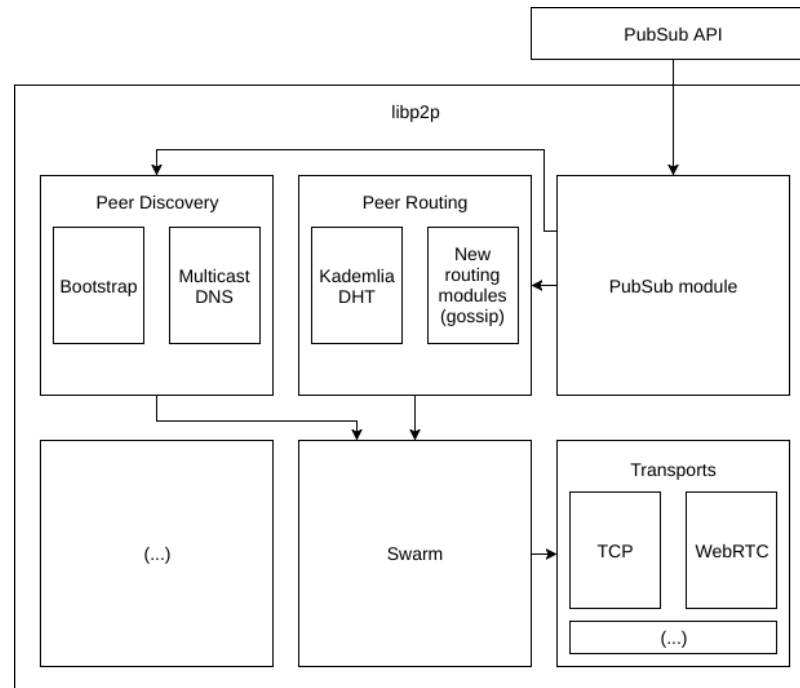 PubSub API
libp2p
Peer Discovery
Bootstrap
Multicast
DNS
Peer Routing
Kademlia
DHT
New
routing
modules
(gossip)
PubSub module
(...)
Swarm
Transports
TCP
WebRTC
(...)